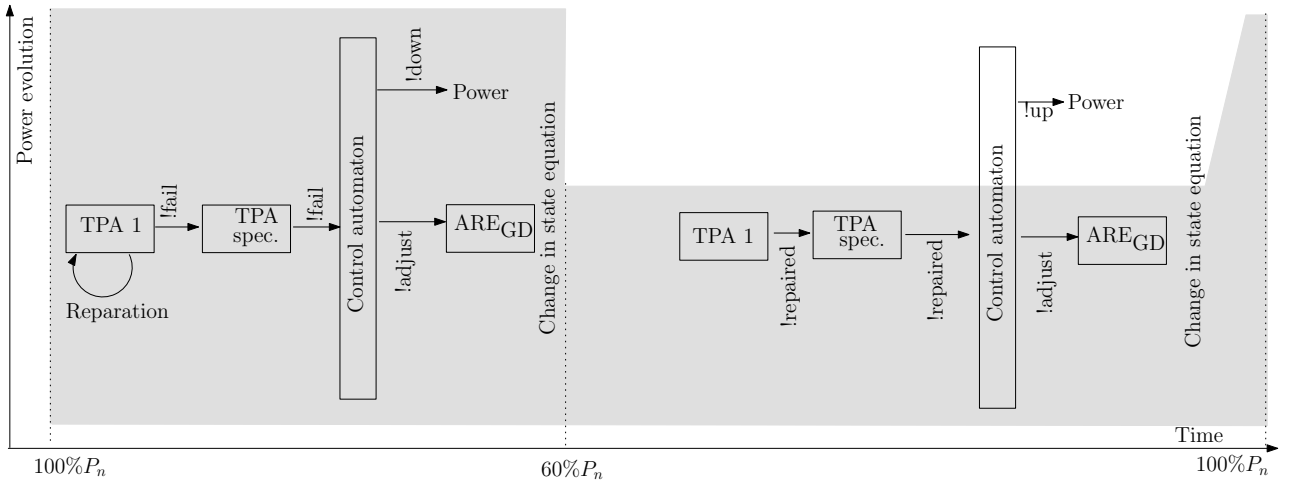 Power evolution
!fail
TPA 1
Reparation
TPA
spec.
!fail
Control automaton
!down
Power
!adjust
ARE_GD
Change in state equation
TPA 1
!repaired
TPA
spec.
!repaired
Control automaton
!up
Power
!adjust
ARE_GD
Change in state equation
Time
100%P_n
60%P_n
100%P_n